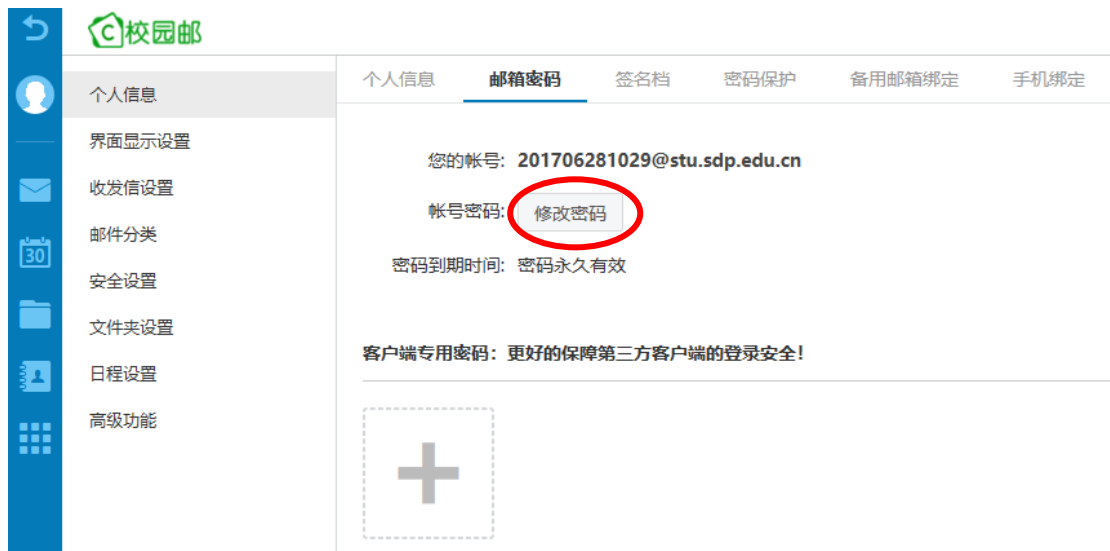 C校园邮
个人信息
界面显示设置
收发信设置
邮件分类
安全设置
文件夹设置
日程设置
高级功能
30
个人信息 邮箱密码 签名档 密码保护 备用邮箱绑定 手机绑定
您的帐号: 201706281029@stu.sdp.edu.cn
帐号密码: 修改密码
密码到期时间: 密码永久有效
客户端专用密码：更好的保障第三方客户端的登录安全！